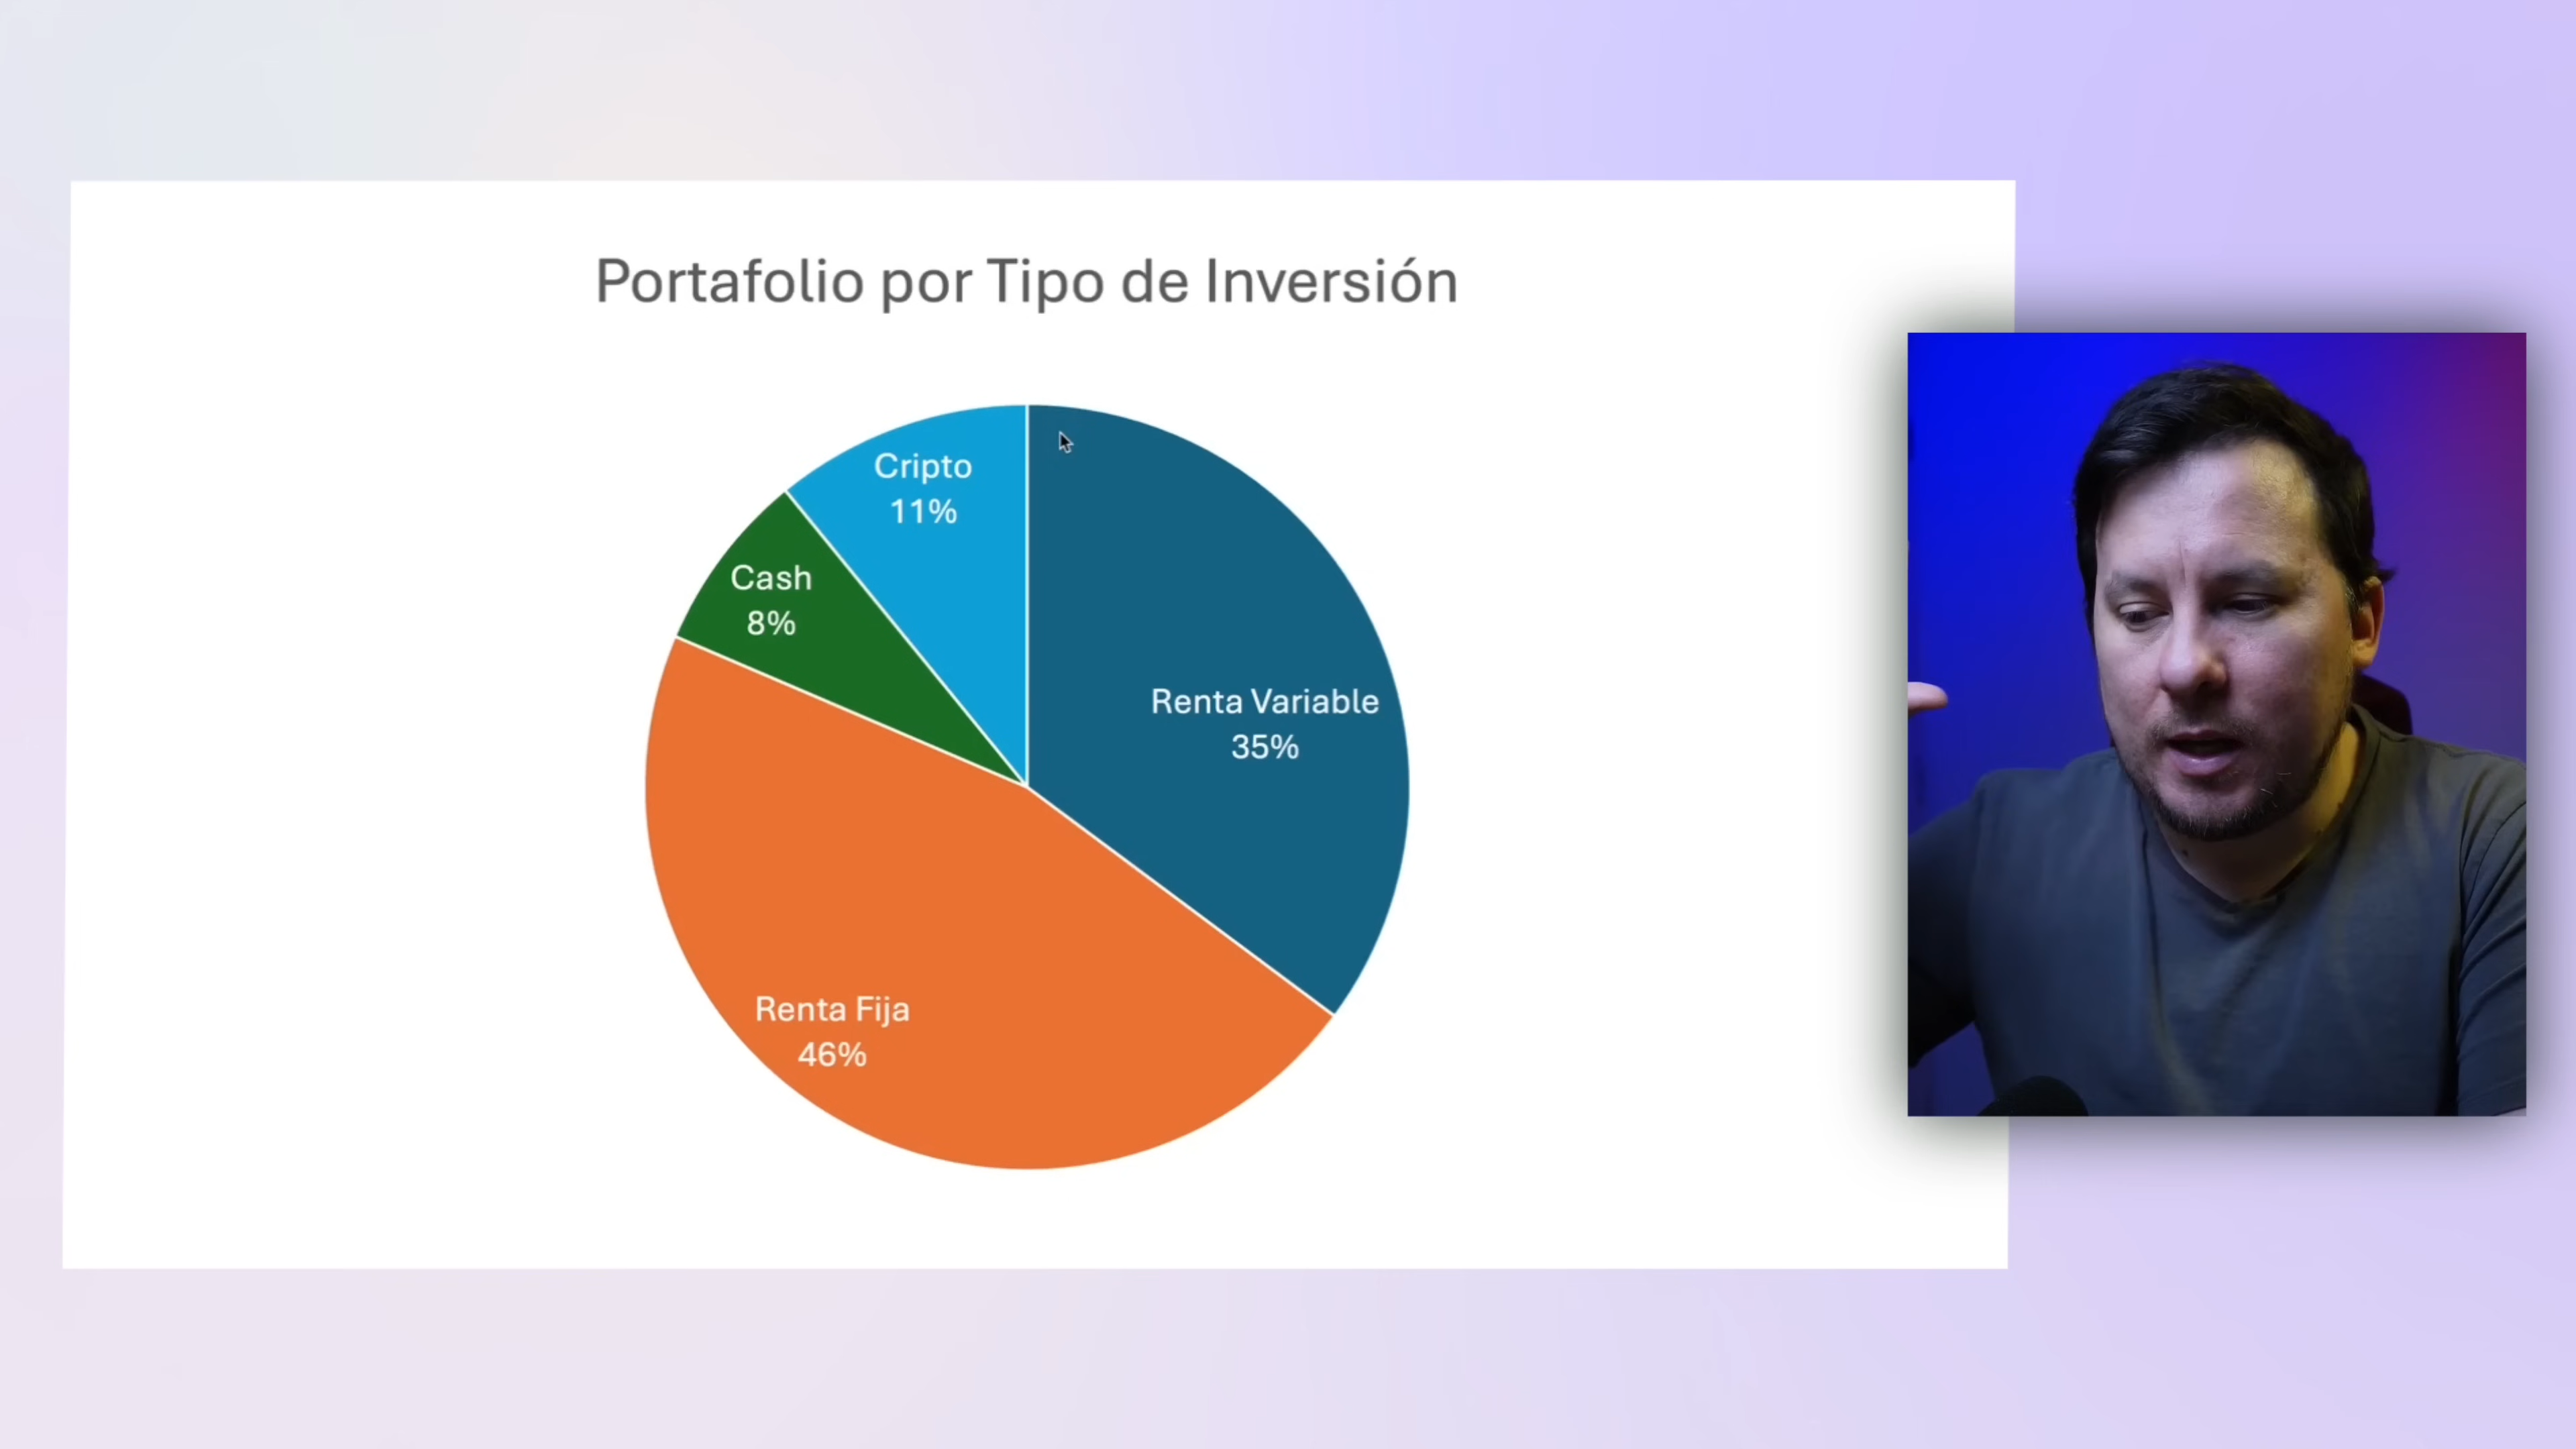 Portafolio por Tipo de Inversión
Cripto
11%
Cash
8%
Renta Variable
35%
Renta Fija
46%